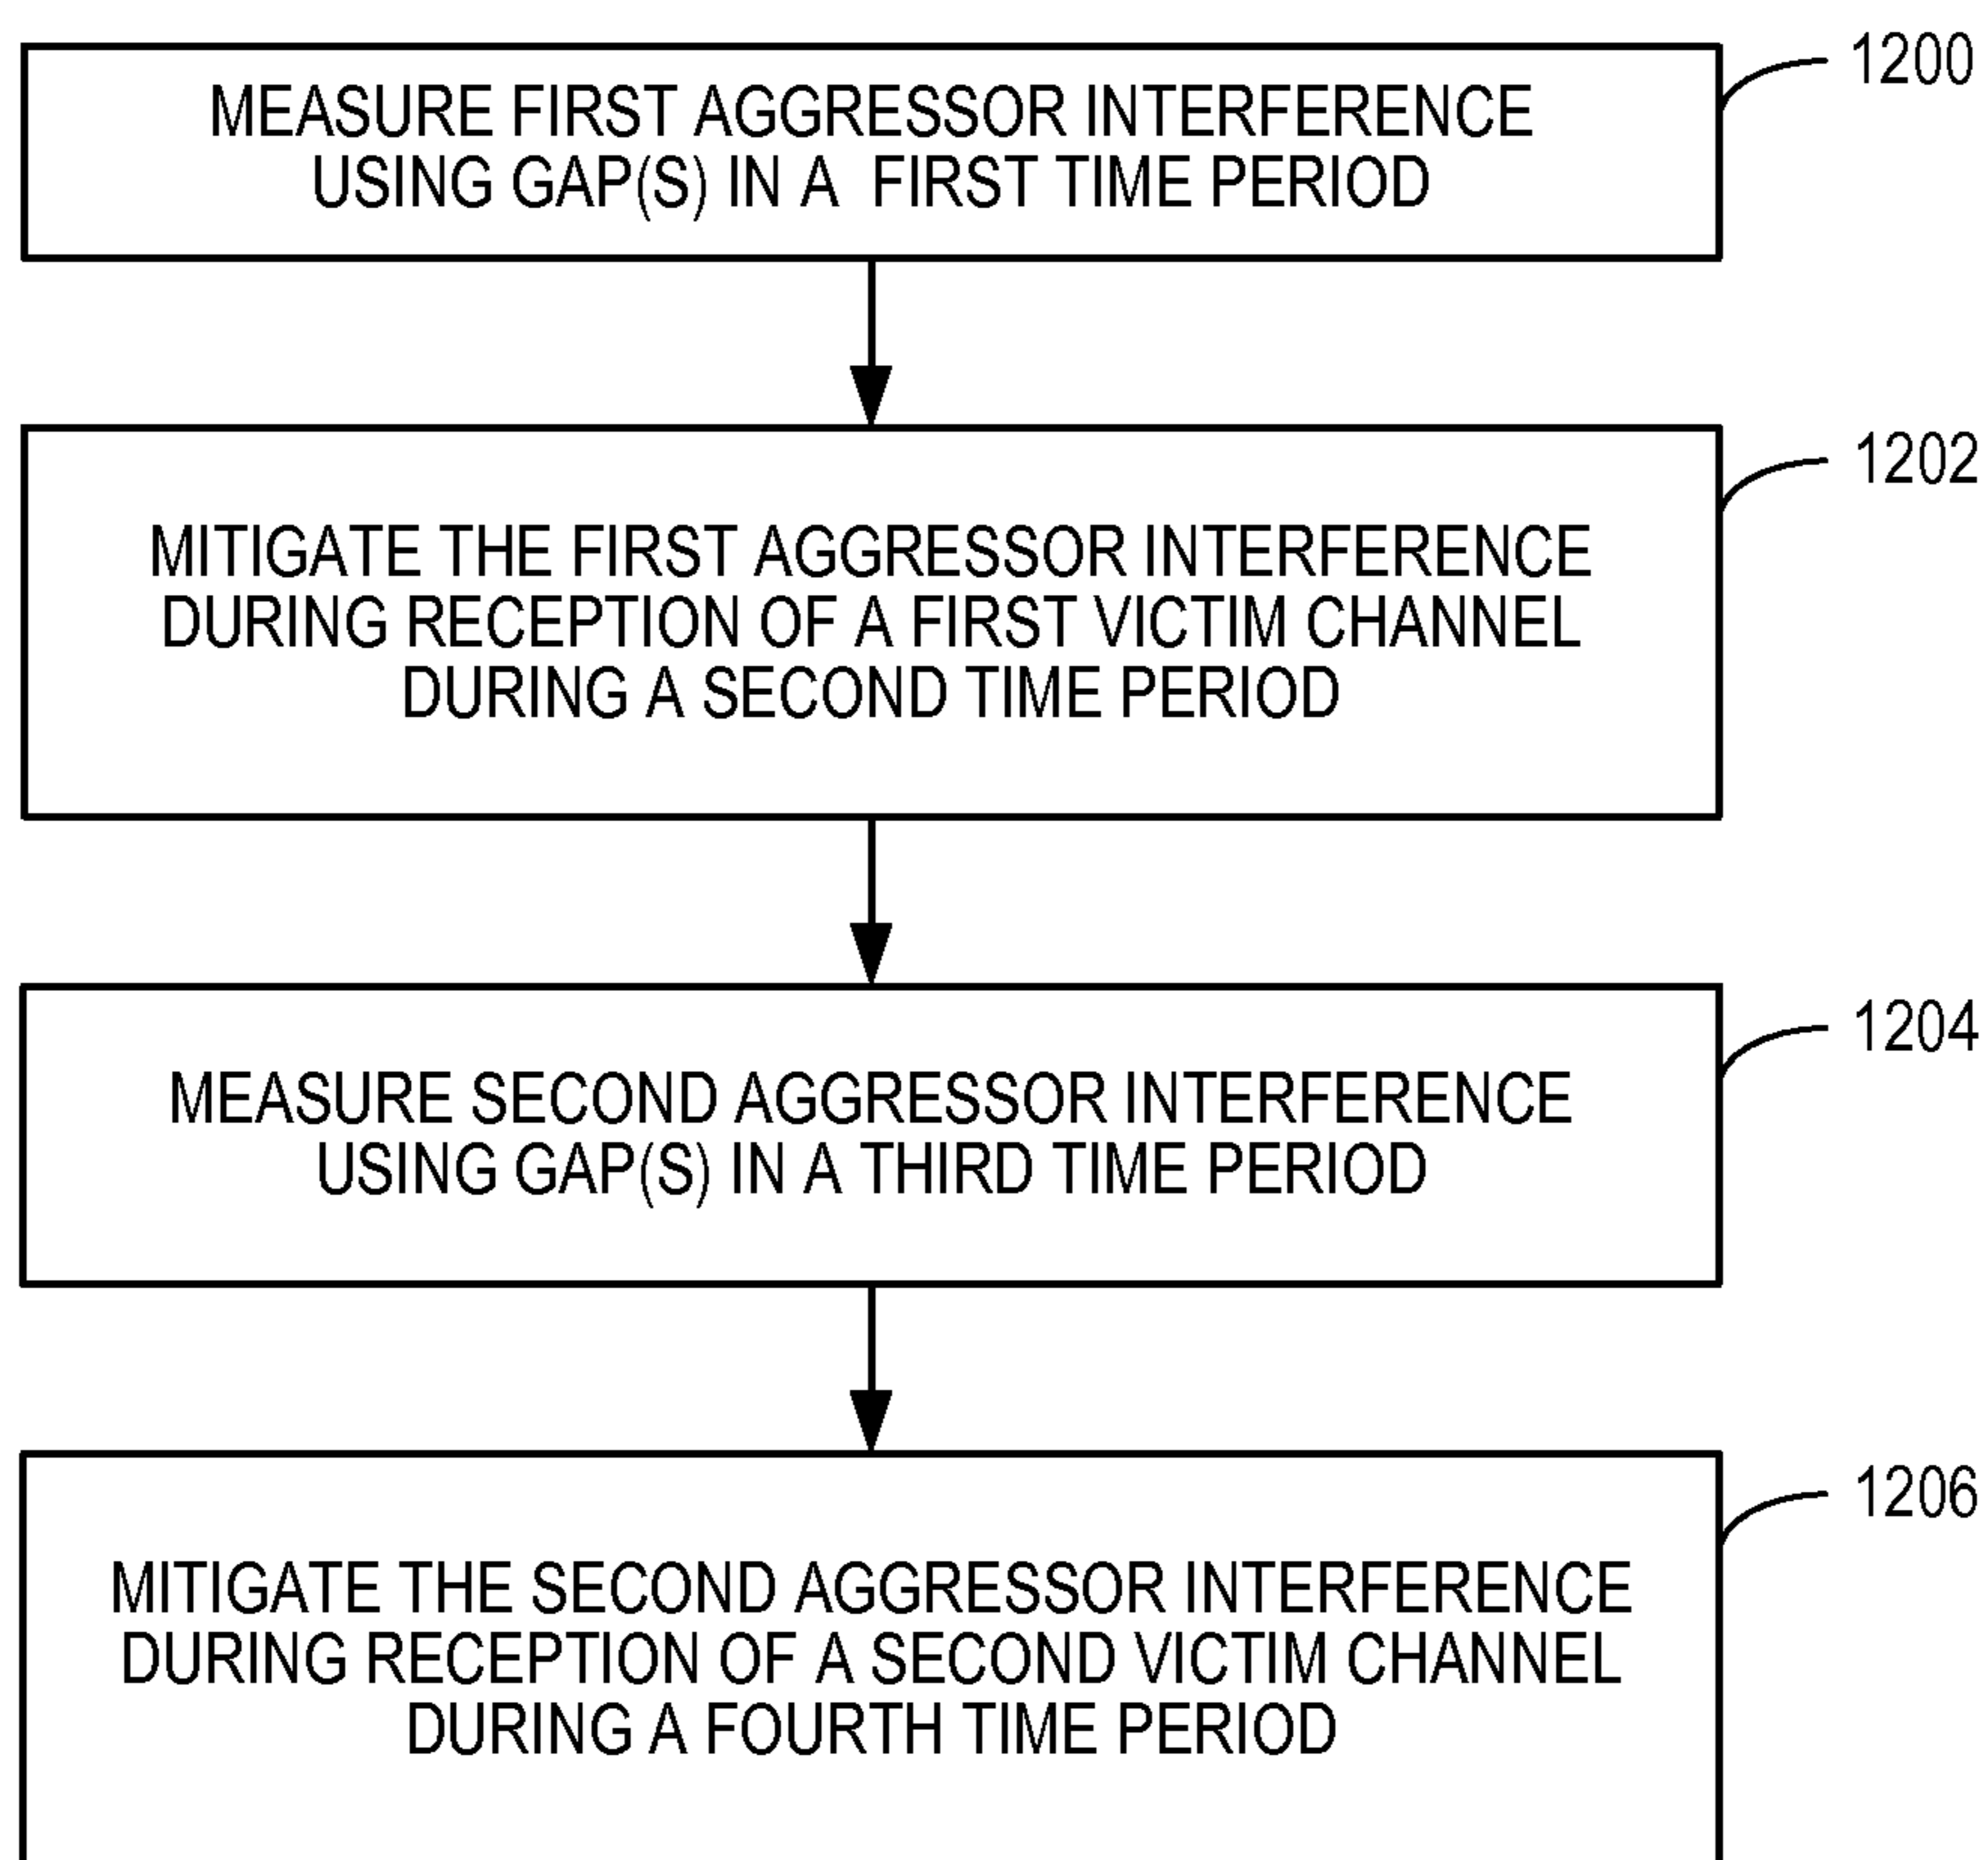 1200
MEASURE FIRST AGGRESSOR INTERFERENCE
USING GAP(S) IN A FIRST TIME PERIOD
1202
MITIGATE THE FIRST AGGRESSOR INTERFERENCE
DURING RECEPTION OF A FIRST VICTIM CHANNEL
DURING A SECOND TIME PERIOD
1204
MEASURE SECOND AGGRESSOR INTERFERENCE
USING GAP(S) IN A THIRD TIME PERIOD
1206
MITIGATE THE SECOND AGGRESSOR INTERFERENCE
DURING RECEPTION OF A SECOND VICTIM CHANNEL
DURING A FOURTH TIME PERIOD